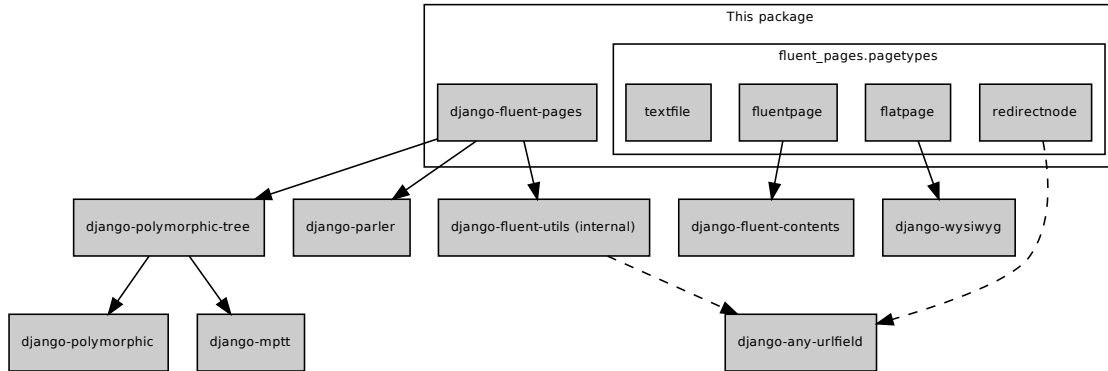 This package
fluent_pages.pagetypes
django-fluent-pages
textfile
fluentpage
flatpage
redirectnode
django-polymorphic-tree
django-parler
django-fluent-utils (internal)
django-fluent-contents
django-wysiwyg
django-polymorphic
django-mptt
django-any-urlfield